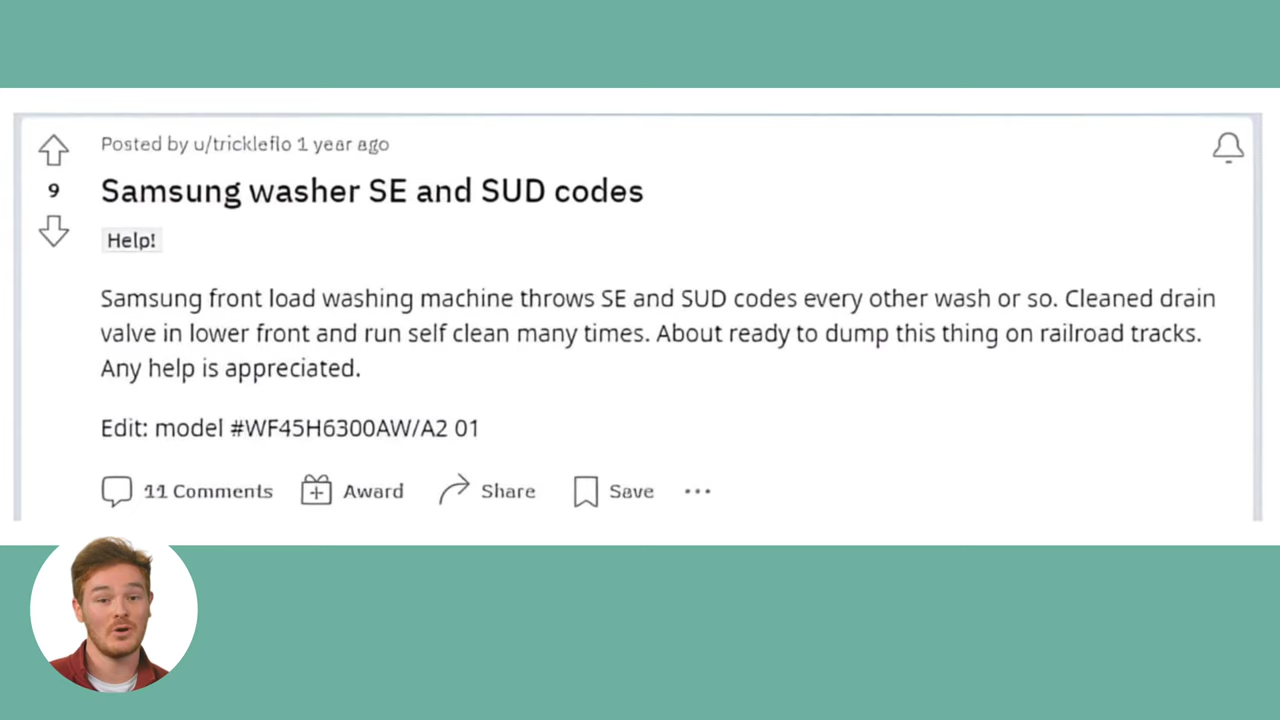 Posted by u/trickleflo 1 year ago
9
Samsung washer SE and SUD codes
Help!
Samsung front load washing machine throws SE and SUD codes every other wash or so. Cleaned drain
valve in lower front and run self clean many times. About ready to dump this thing on railroad tracks.
Any help is appreciated.
Edit: model #WF45H6300AW/A2 01
11 Comments Award Share Save